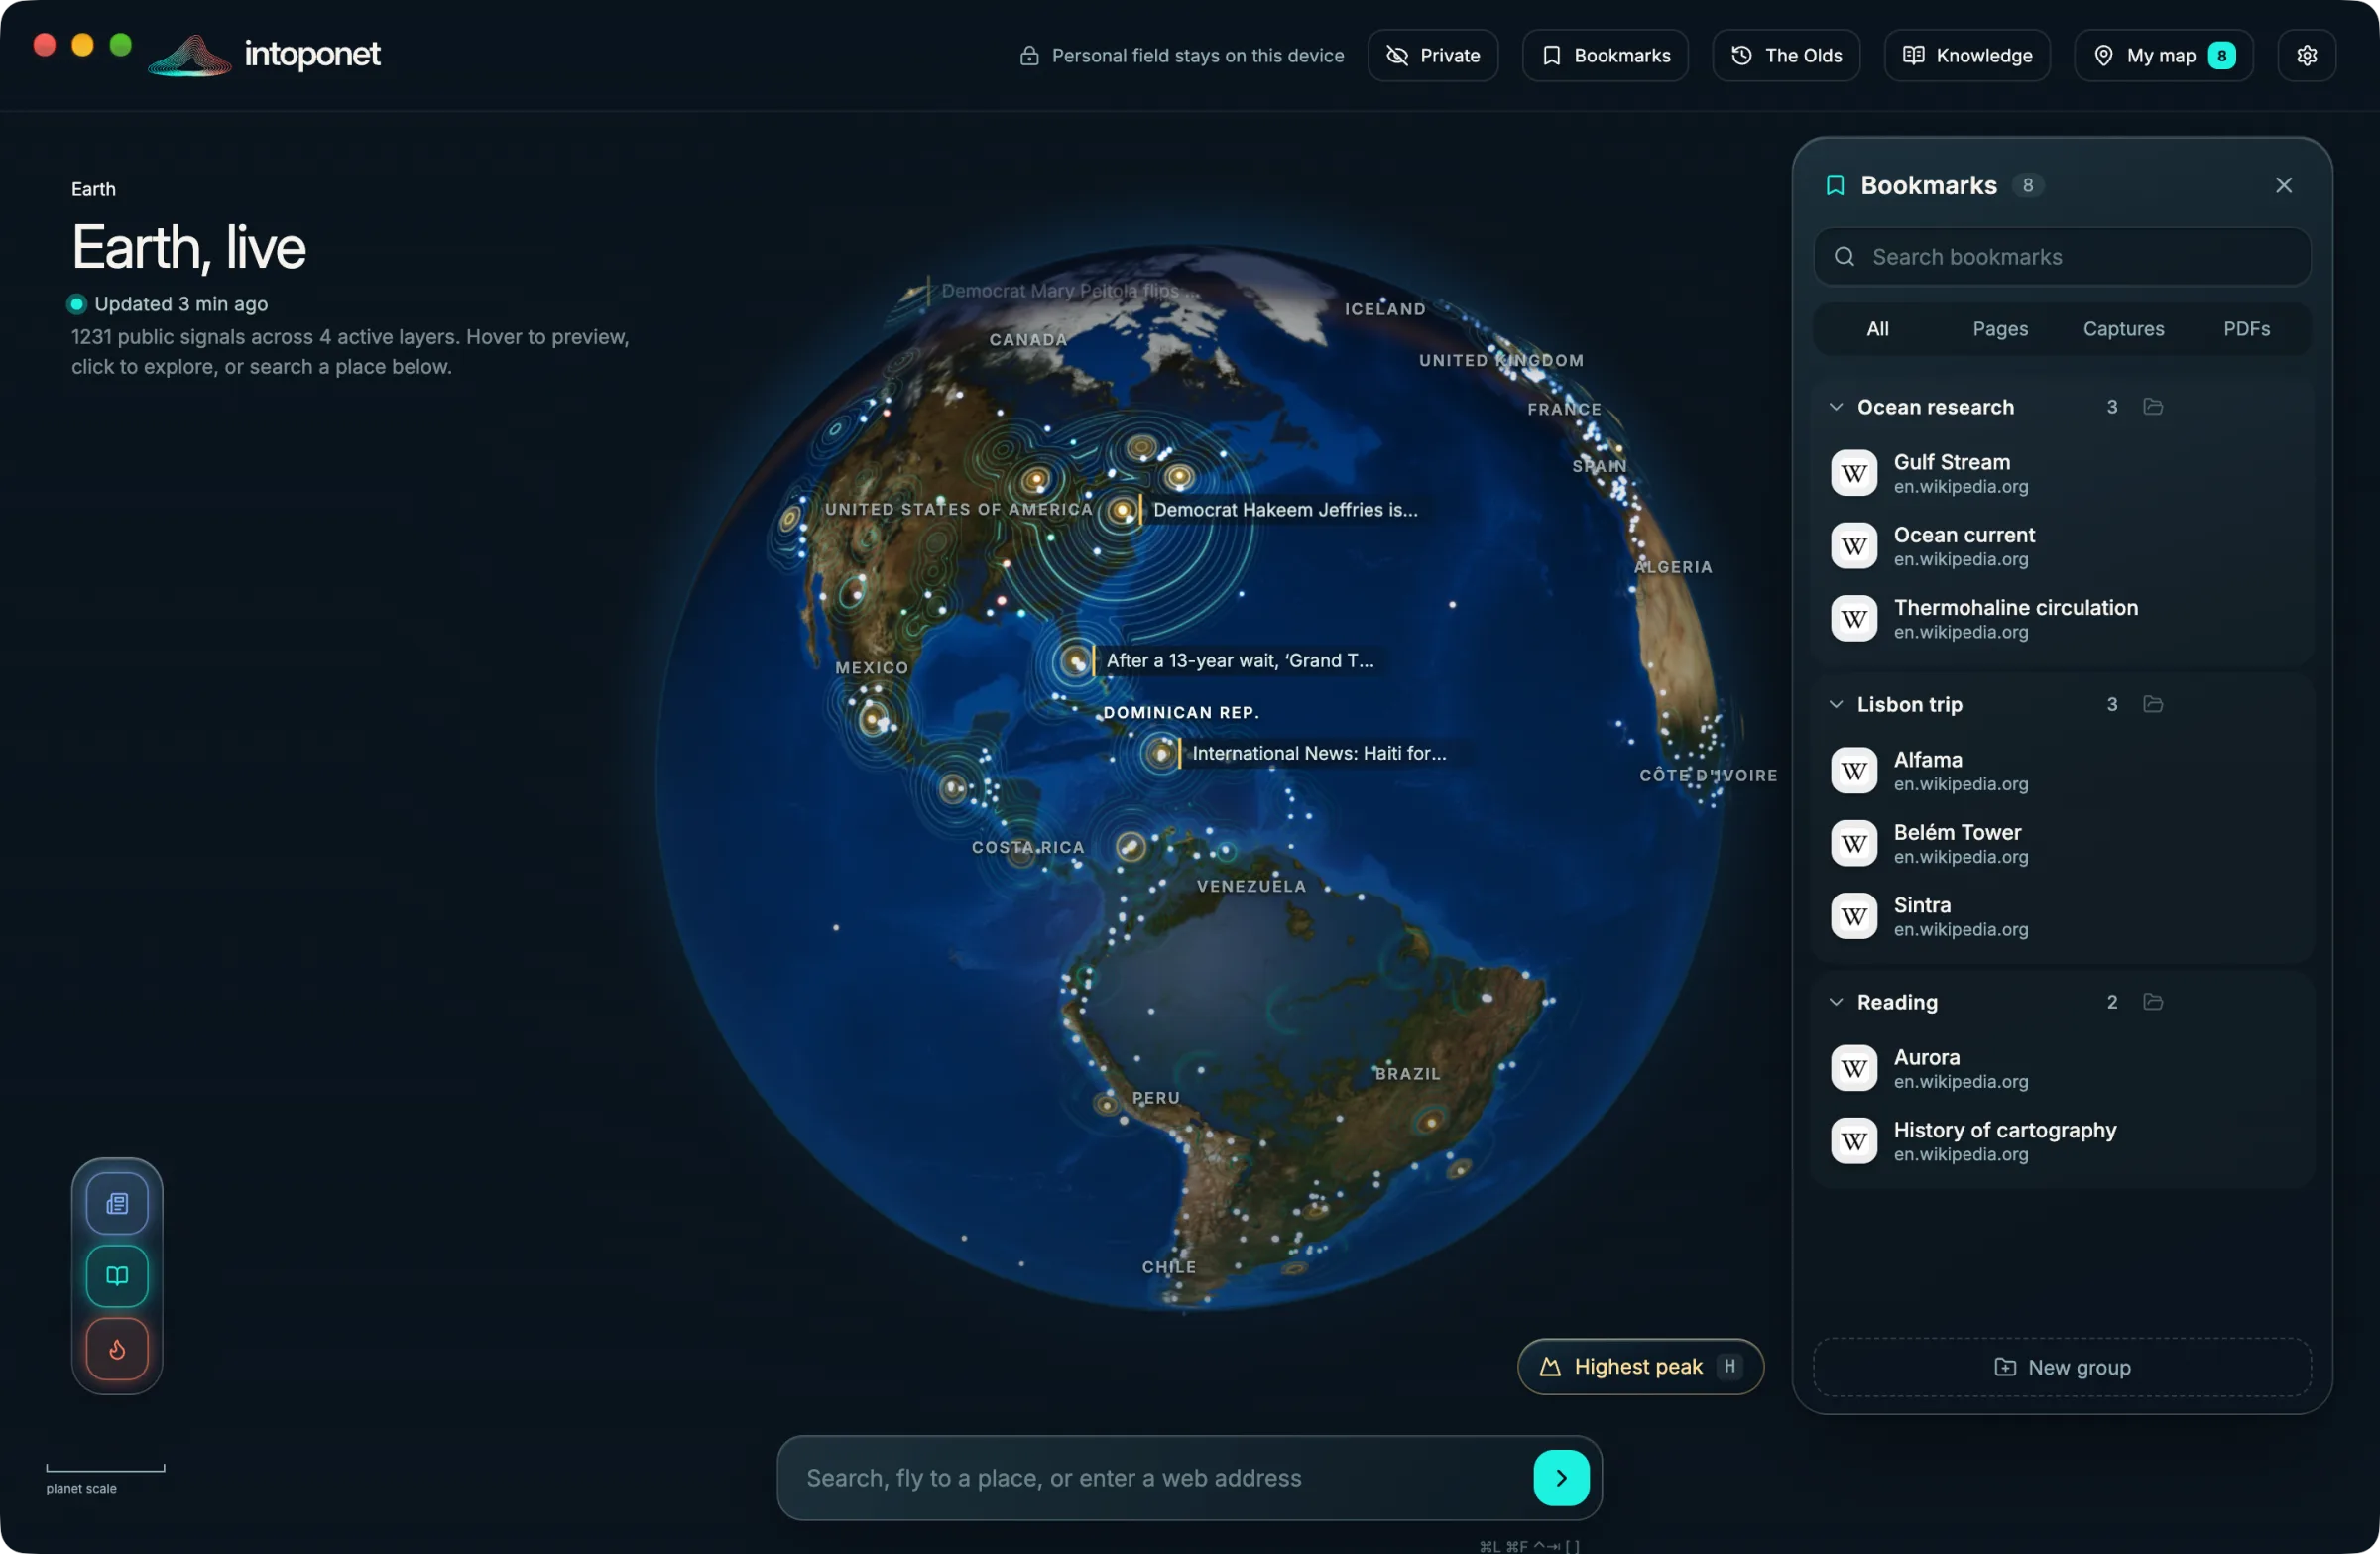 intoponet
Personal field stays on this device
Private
Bookmarks
The Olds
Knowledge
My map 8
Earth
Earth, live
Updated 3 min ago
1231 public signals across 4 active layers. Hover to preview,
click to explore, or search a place below.
Democrat Mary Peltola flips ...
ICELAND
CANADA
UNITED KINGDOM
FRANCE
SPAIN
UNITED STATES OF AMERICA
Democrat Hakeem Jeffries is...
ALGERIA
After a 13-year wait, ‘Grand T...
MEXICO
DOMINICAN REP.
International News: Haiti for...
CÔTE D'IVOIRE
COSTA RICA
VENEZUELA
BRAZIL
PERU
CHILE
Highest peak H
Bookmarks 8
Search bookmarks
All Pages Captures PDFs
Ocean research 3
W Gulf Stream
en.wikipedia.org
W Ocean current
en.wikipedia.org
W Thermohaline circulation
en.wikipedia.org
Lisbon trip 3
W Alfama
en.wikipedia.org
W Belém Tower
en.wikipedia.org
W Sintra
en.wikipedia.org
Reading 2
W Aurora
en.wikipedia.org
W History of cartography
en.wikipedia.org
New group
planet scale
Search, fly to a place, or enter a web address
⌘L ⌘F ^⇥ [ ]